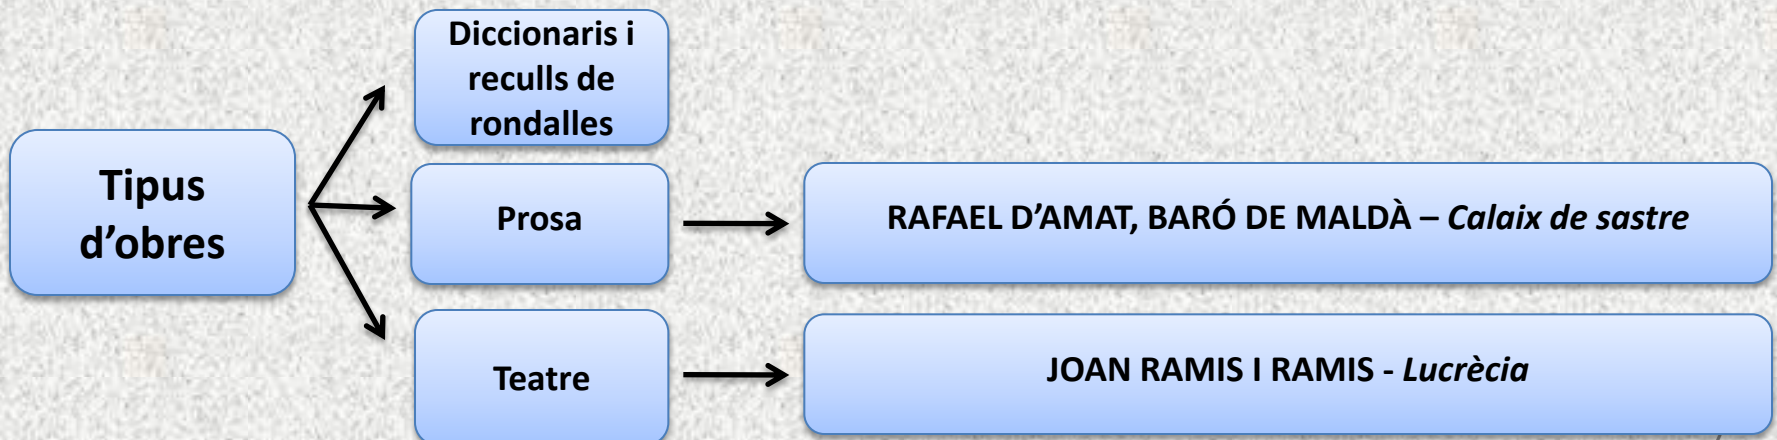 Diccionaris i
reculls de
rondalles
Tipus
d’obres
Prosa
RAFAEL D’AMAT, BARÓ DE MALDÀ – Calaix de sastre
Teatre
JOAN RAMIS I RAMIS - Lucrècia